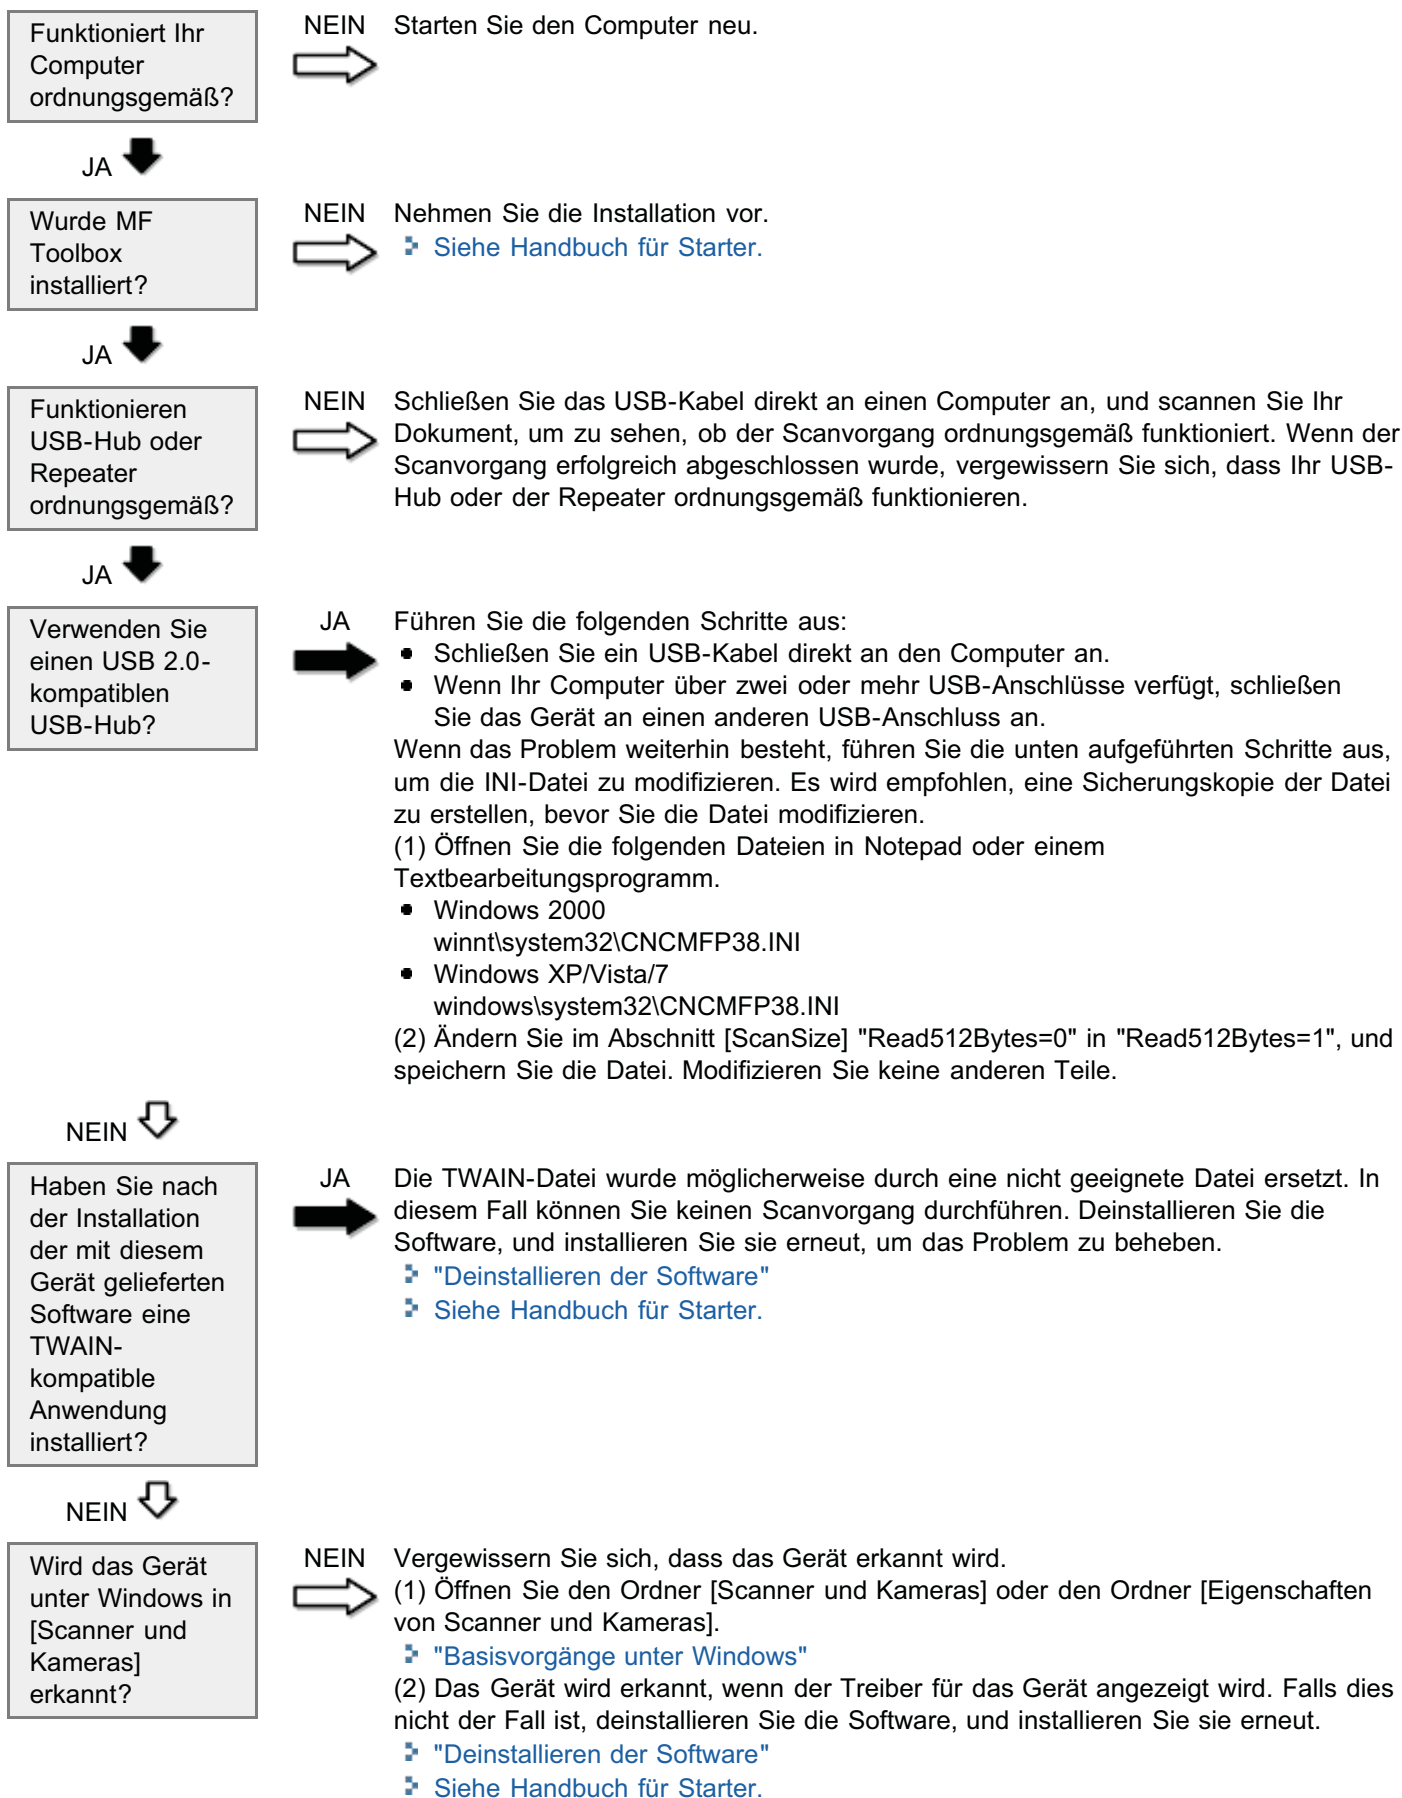 Funktioniert Ihr
Computer
ordnungsgemäß?
NEIN
Starten Sie den Computer neu.
JA
Wurde MF
Toolbox
installiert?
NEIN
Nehmen Sie die Installation vor.
Siehe Handbuch für Starter.
JA
Funktionieren
USB-Hub oder
Repeater
ordnungsgemäß?
NEIN
Schließen Sie das USB-Kabel direkt an einen Computer an, und scannen Sie Ihr
Dokument, um zu sehen, ob der Scanvorgang ordnungsgemäß funktioniert. Wenn der
Scanvorgang erfolgreich abgeschlossen wurde, vergewissern Sie sich, dass Ihr USB-
Hub oder der Repeater ordnungsgemäß funktionieren.
JA
Verwenden Sie
einen USB 2.0-
kompatiblen
USB-Hub?
JA
Führen Sie die folgenden Schritte aus:
Schließen Sie ein USB-Kabel direkt an den Computer an.
Wenn Ihr Computer über zwei oder mehr USB-Anschlüsse verfügt, schließen
Sie das Gerät an einen anderen USB-Anschluss an.
Wenn das Problem weiterhin besteht, führen Sie die unten aufgeführten Schritte aus,
um die INI-Datei zu modifizieren. Es wird empfohlen, eine Sicherungskopie der Datei
zu erstellen, bevor Sie die Datei modifizieren.
(1) Öffnen Sie die folgenden Dateien in Notepad oder einem
Textbearbeitungsprogramm.
Windows 2000
winnt\system32\CNCMFP38.INI
Windows XP/Vista/7
windows\system32\CNCMFP38.INI
(2) Ändern Sie im Abschnitt [ScanSize] "Read512Bytes=0" in "Read512Bytes=1", und
speichern Sie die Datei. Modifizieren Sie keine anderen Teile.
NEIN
Haben Sie nach
der Installation
der mit diesem
Gerät gelieferten
Software eine
TWAIN-
kompatible
Anwendung
installiert?
JA
Die TWAIN-Datei wurde möglicherweise durch eine nicht geeignete Datei ersetzt. In
diesem Fall können Sie keinen Scanvorgang durchführen. Deinstallieren Sie die
Software, und installieren Sie sie erneut, um das Problem zu beheben.
"Deinstallieren der Software"
Siehe Handbuch für Starter.
NEIN
Wird das Gerät
unter Windows in
[Scanner und
Kameras]
erkannt?
NEIN
Vergewissern Sie sich, dass das Gerät erkannt wird.
(1) Öffnen Sie den Ordner [Scanner und Kameras] oder den Ordner [Eigenschaften
von Scanner und Kameras].
"Basisvorgänge unter Windows"
(2) Das Gerät wird erkannt, wenn der Treiber für das Gerät angezeigt wird. Falls dies
nicht der Fall ist, deinstallieren Sie die Software, und installieren Sie sie erneut.
"Deinstallieren der Software"
Siehe Handbuch für Starter.